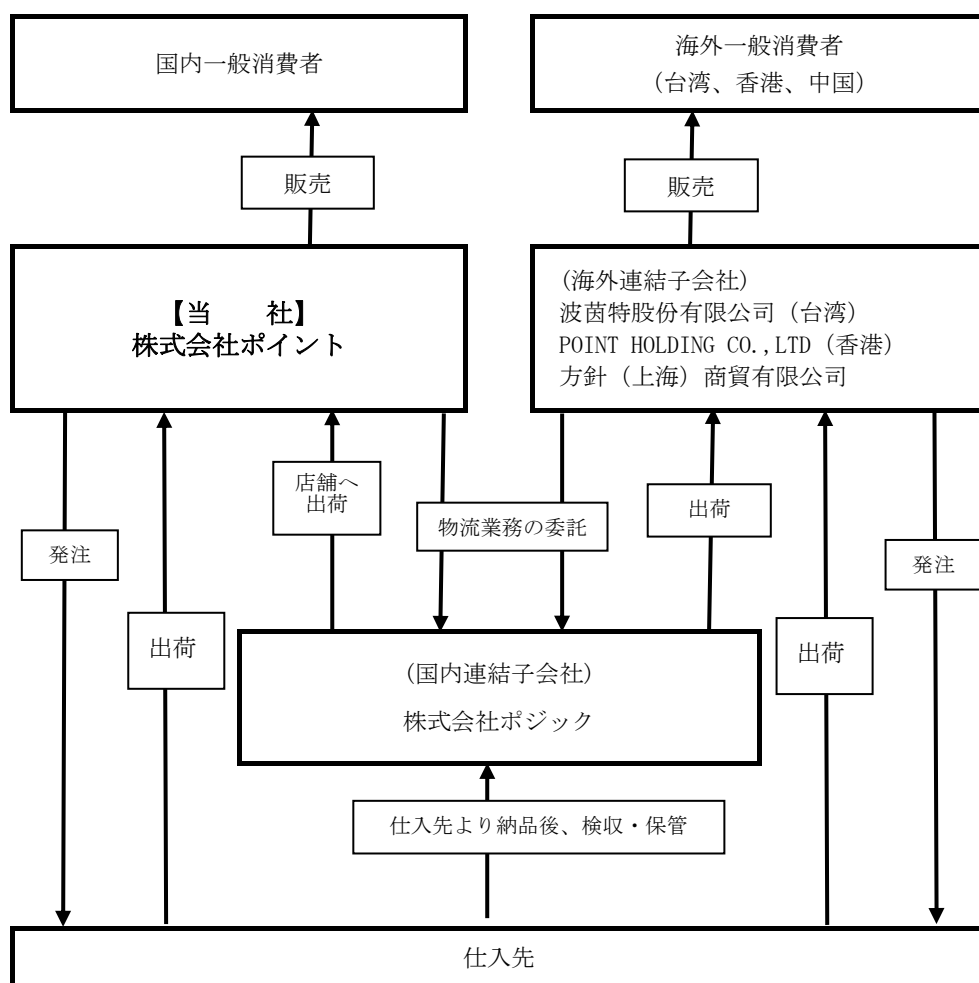 国内一般消費者
海外一般消費者
(台湾、香港、中国)
販売
販売
【当　　社】
株式会社ポイント
(海外連結子会社)
波茵特股份有限公司（台湾）
POINT HOLDING CO.,LTD（香港）
方針（上海）商貿有限公司
店舗へ
出荷
物流業務の委託
出荷
発注
発注
出荷
出荷
(国内連結子会社)
株式会社ポジック
仕入先より納品後、検収・保管
仕入先